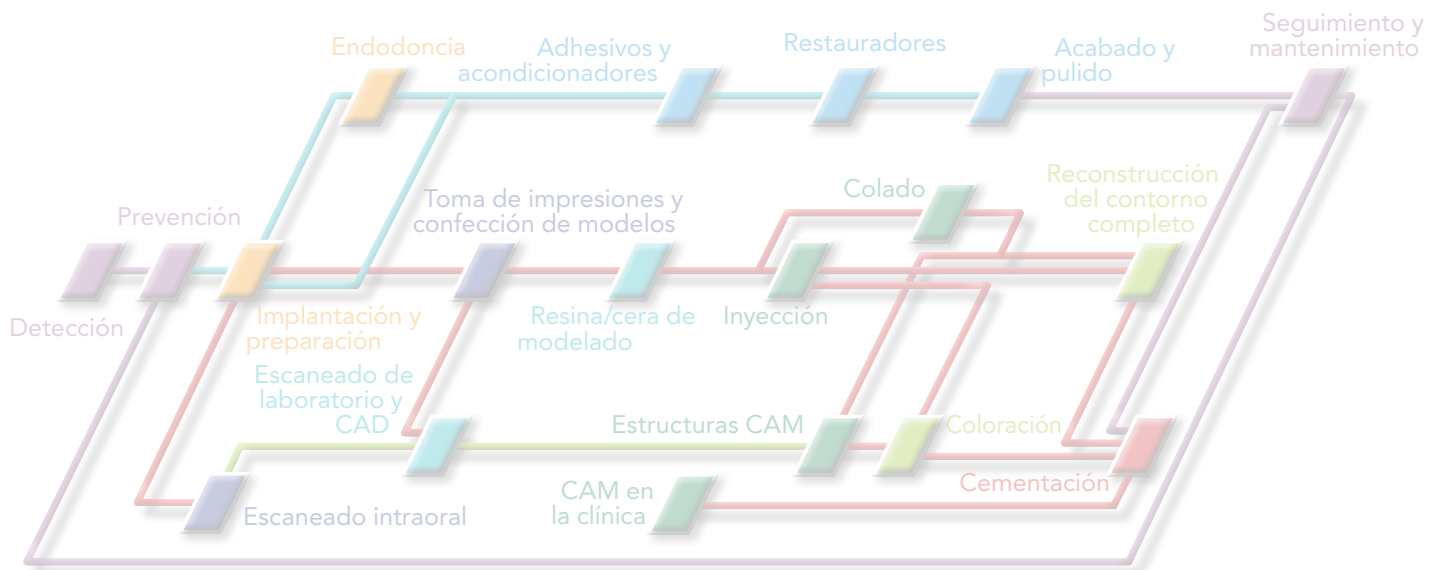 Seguimiento y
mantenimiento
Endodoncia
Adhesivos y
acondicionadores
Restauradores
Acabado y
pulido
Prevención
Toma de impresiones y
confección de modelos
Colado
Reconstrucción
del contorno
completo
Detección
Implantación y
preparación
Resina/cera de
modelado
Inyección
Escaneado de
laboratorio y
CAD
Estructuras CAM
Coloración
Cementación
Escaneado intraoral
CAM en
la clínica